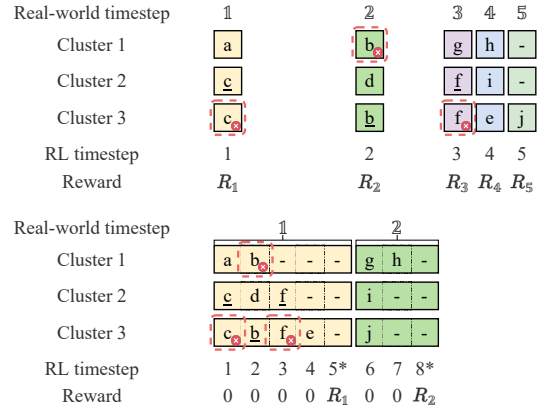 Real-world timestep 𝟙 𝟚 𝟛 𝟜 𝟝
Cluster 1 a b g h -
Cluster 2 c d f i -
Cluster 3 c b f e j
RL timestep 1 2 3 4 5
Reward R₁ R₂ R₃ R₄ R₅
Real-world timestep 𝟙 𝟚
Cluster 1 a b - - - g h -
Cluster 2 c d f - - i - -
Cluster 3 c b f e - j - -
RL timestep 1 2 3 4 5* 6 7 8*
Reward 0 0 0 0 R₁ 0 0 R₂